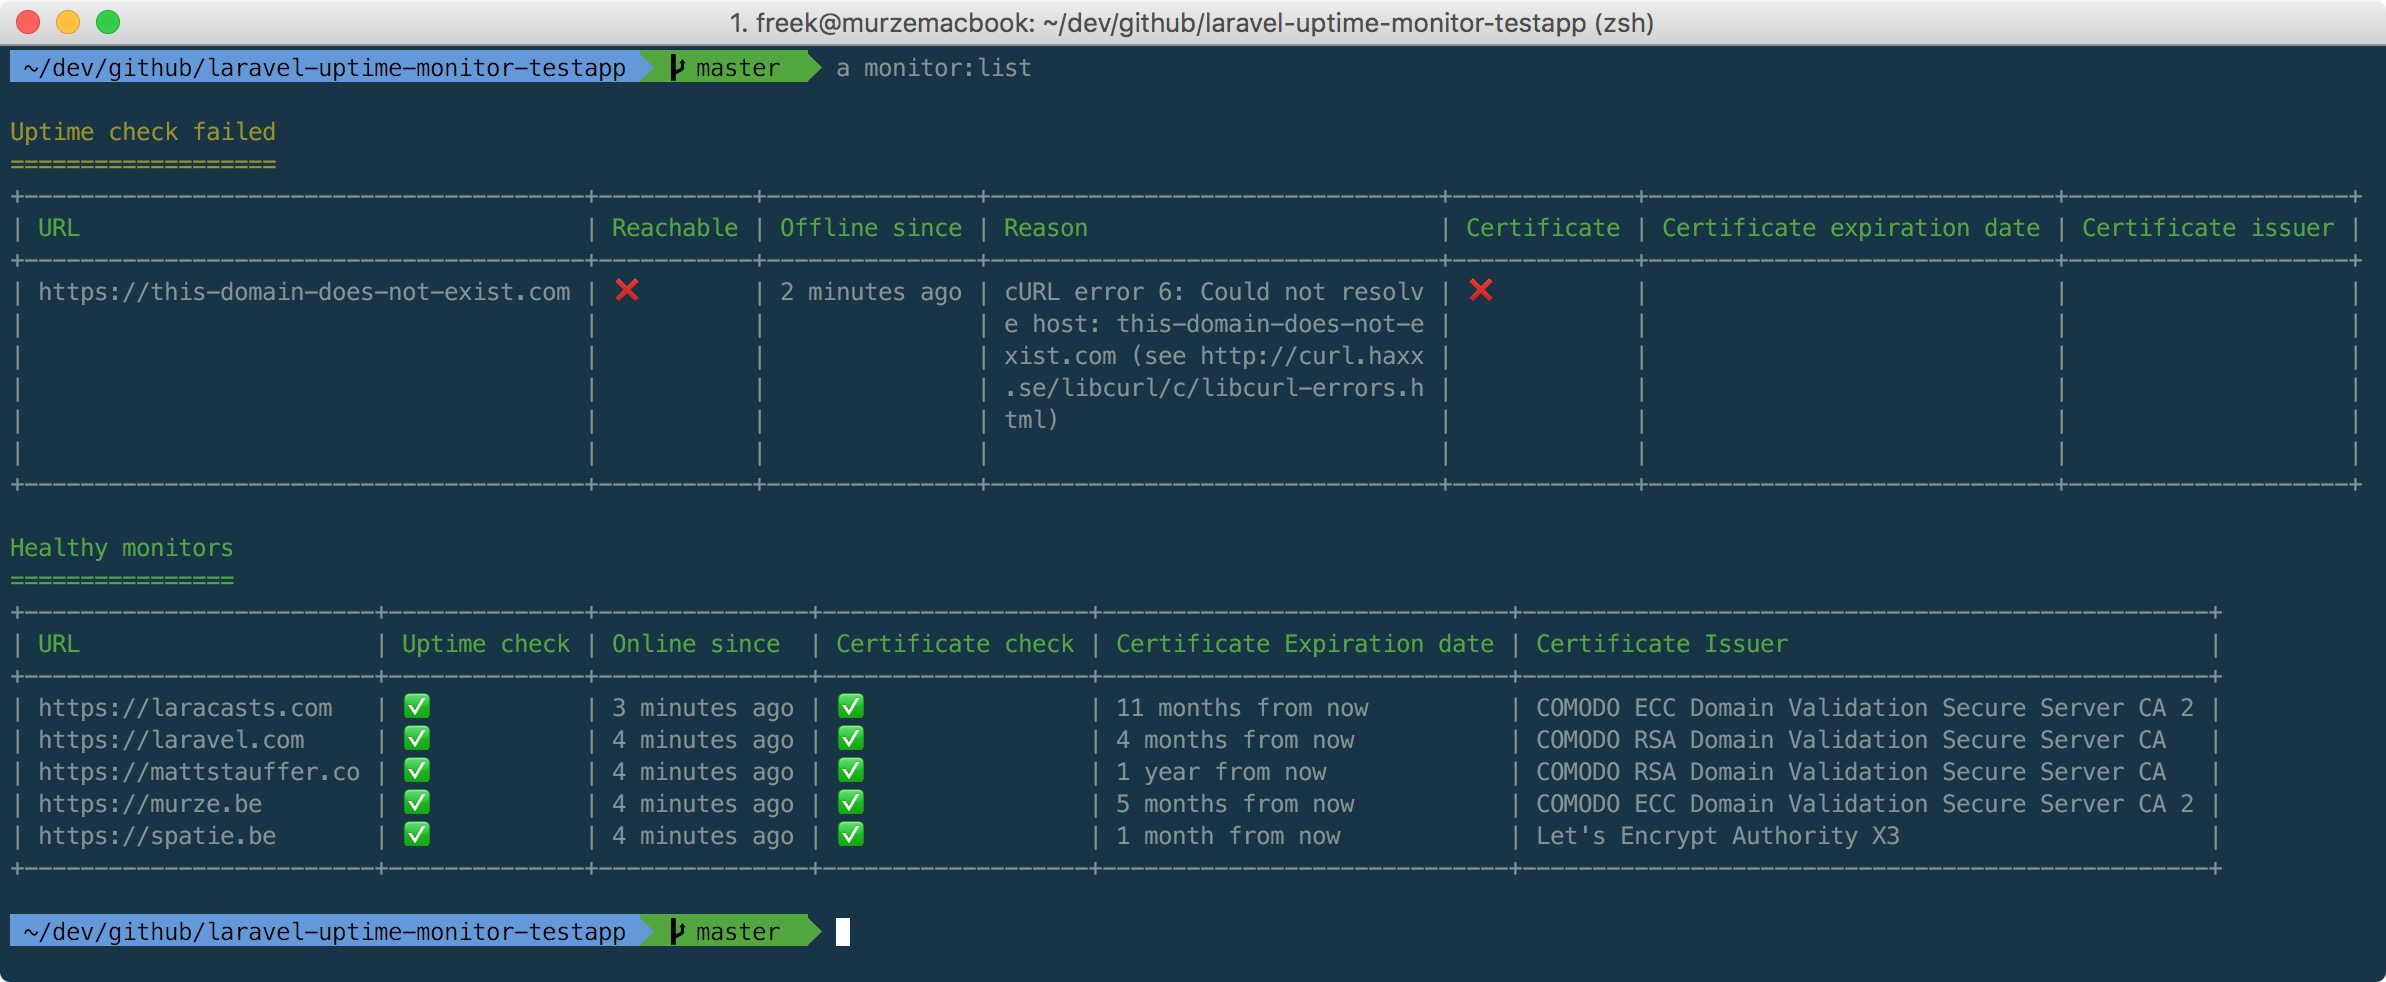 1. freek@murzemacbook: ~/dev/github/laravel-uptime-monitor-testapp (zsh)
~/dev/github/laravel-uptime-monitor-testapp master a monitor:list
Uptime check failed
===================
| URL | Reachable | Offline since | Reason | Certificate | Certificate expiration date | Certificate issuer |
| https://this-domain-does-not-exist.com | ❌ | 2 minutes ago | cURL error 6: Could not resolv | ❌ | | |
| | | | e host: this-domain-does-not-e | | | |
| | | | xist.com (see http://curl.haxx | | | |
| | | | .se/libcurl/c/libcurl-errors.h | | | |
| | | | tml) | | | |
Healthy monitors
================
| URL | Uptime check | Online since | Certificate check | Certificate Expiration date | Certificate Issuer |
| https://laracasts.com | ✅ | 3 minutes ago | ✅ | 11 months from now | COMODO ECC Domain Validation Secure Server CA 2 |
| https://laravel.com | ✅ | 4 minutes ago | ✅ | 4 months from now | COMODO RSA Domain Validation Secure Server CA |
| https://mattstauffer.co | ✅ | 4 minutes ago | ✅ | 1 year from now | COMODO RSA Domain Validation Secure Server CA |
| https://murze.be | ✅ | 4 minutes ago | ✅ | 5 months from now | COMODO ECC Domain Validation Secure Server CA 2 |
| https://spatie.be | ✅ | 4 minutes ago | ✅ | 1 month from now | Let's Encrypt Authority X3 |
~/dev/github/laravel-uptime-monitor-testapp master